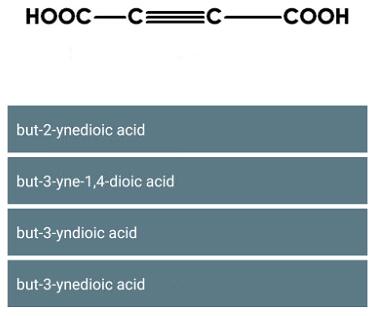 HOOC—C≡C—COOH
but-2-ynedioic acid
but-3-yne-1,4-dioic acid
but-3-yndioic acid
but-3-ynedioic acid